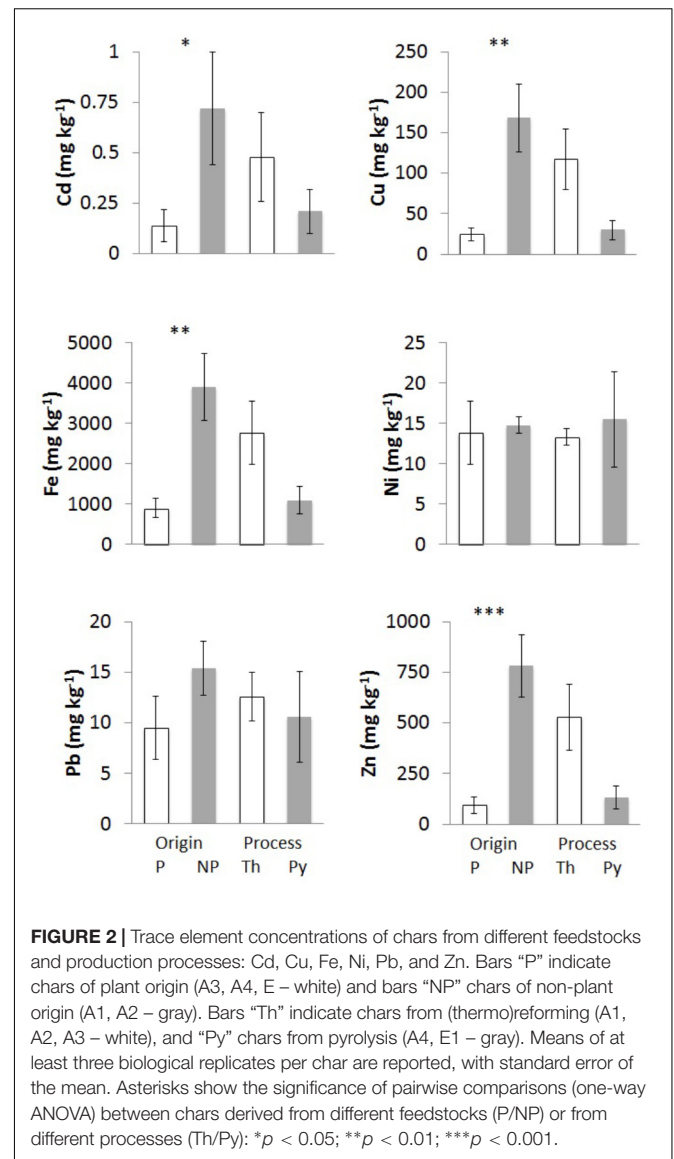 *
**
1
0.75
0.5
0.25
0
Cd (mg kg-1)
250
200
150
100
50
0
Cu (mg kg-1)
**
5000
4000
3000
2000
1000
0
Fe (mg kg-1)
25
20
15
10
5
0
Ni (mg kg-1)
***
20
15
10
5
0
Pb (mg kg-1)
1000
750
500
250
0
Zn (mg kg-1)
Origin Process
P NP Th Py
Origin Process
P NP Th Py
FIGURE 2 | Trace element concentrations of chars from different feedstocks
and production processes: Cd, Cu, Fe, Ni, Pb, and Zn. Bars “P” indicate
chars of plant origin (A3, A4, E – white) and bars “NP” chars of non-plant
origin (A1, A2 – gray). Bars “Th” indicate chars from (thermo)reforming (A1,
A2, A3 – white), and “Py” chars from pyrolysis (A4, E1 – gray). Means of at
least three biological replicates per char are reported, with standard error of
the mean. Asterisks show the significance of pairwise comparisons (one-way
ANOVA) between chars derived from different feedstocks (P/NP) or from
different processes (Th/Py): *p < 0.05; **p < 0.01; ***p < 0.001.